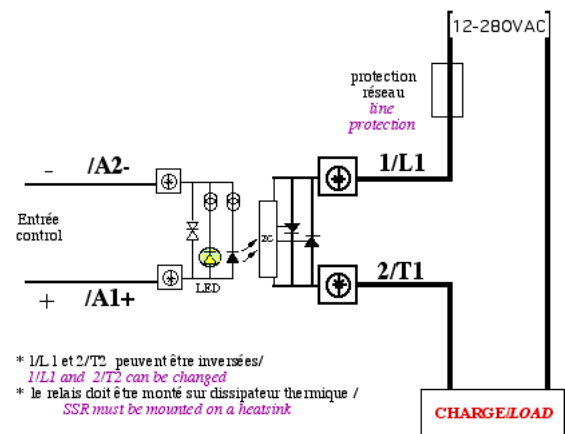 12-280VAC
protection
réseau
line
protection
- /A2-
1/L1
Entrée
control
ZC
2/T1
+ /A1+
LED
* 1/L1 et 2/T2 peuvent être inversées/
1/L1 and 2/T2 can be changed
* le relais doit être monté sur dissipateur thermique /
SSR must be mounted on a heatsink
CHARGE/LOAD